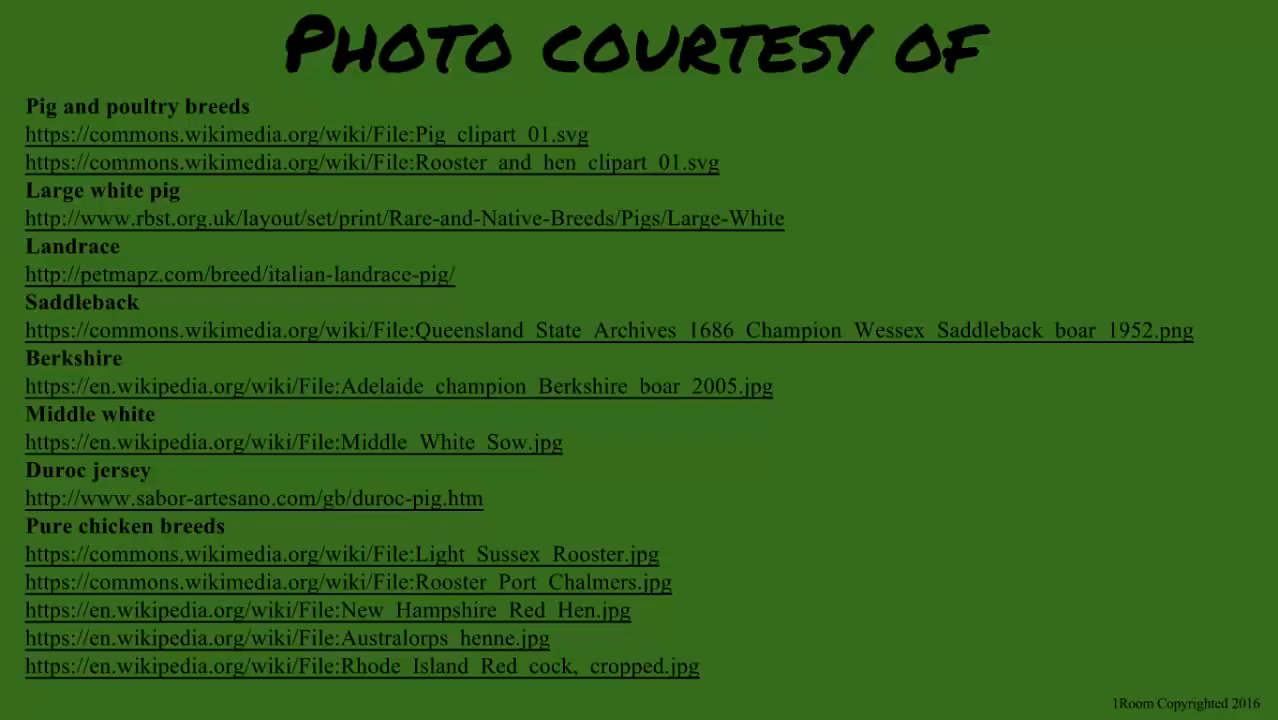 Photo courtesy of
Pig and poultry breeds
https://commons.wikimedia.org/wiki/File:Pig_clipart_01.svg
https://commons.wikimedia.org/wiki/File:Rooster_and_hen_clipart_01.svg
Large white pig
http://www.rbst.org.uk/layout/set/print/Rare-and-Native-Breeds/Pigs/Large-White
Landrace
http://petmapz.com/breed/italian-landrace-pig/
Saddleback
https://commons.wikimedia.org/wiki/File:Queensland_State_Archives_1686_Champion_Wessex_Saddleback_boar_1952.png
Berkshire
https://en.wikipedia.org/wiki/File:Adelaide_champion_Berkshire_boar_2005.jpg
Middle white
https://en.wikipedia.org/wiki/File:Middle_White_Sow.jpg
Duroc jersey
http://www.sabor-artesano.com/gb/duroc-pig.htm
Pure chicken breeds
https://commons.wikimedia.org/wiki/File:Light_Sussex_Rooster.jpg
https://commons.wikimedia.org/wiki/File:Rooster_Port_Chalmers.jpg
https://en.wikipedia.org/wiki/File:New_Hampshire_Red_Hen.jpg
https://en.wikipedia.org/wiki/File:Australorps_henne.jpg
https://en.wikipedia.org/wiki/File:Rhode_Island_Red_cock,_cropped.jpg
1Room Copyrighted 2016